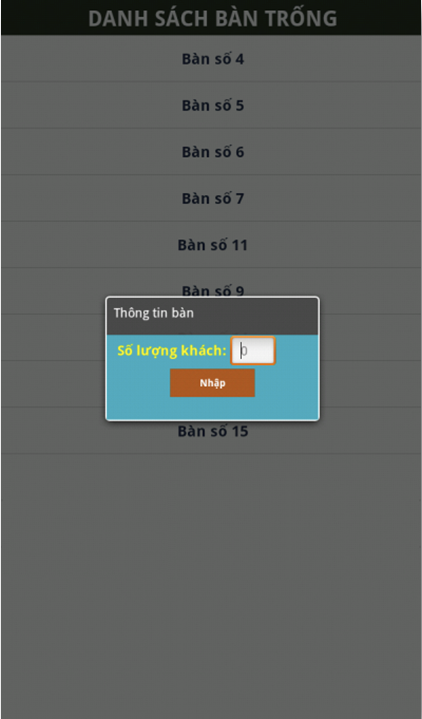 DANH SÁCH BÀN TRỐNG
Bàn số 4
Bàn số 5
Bàn số 6
Bàn số 7
Bàn số 11
Bàn số 9
Thông tin bàn
Số lượng khách: 0
Nhập
Bàn số 15